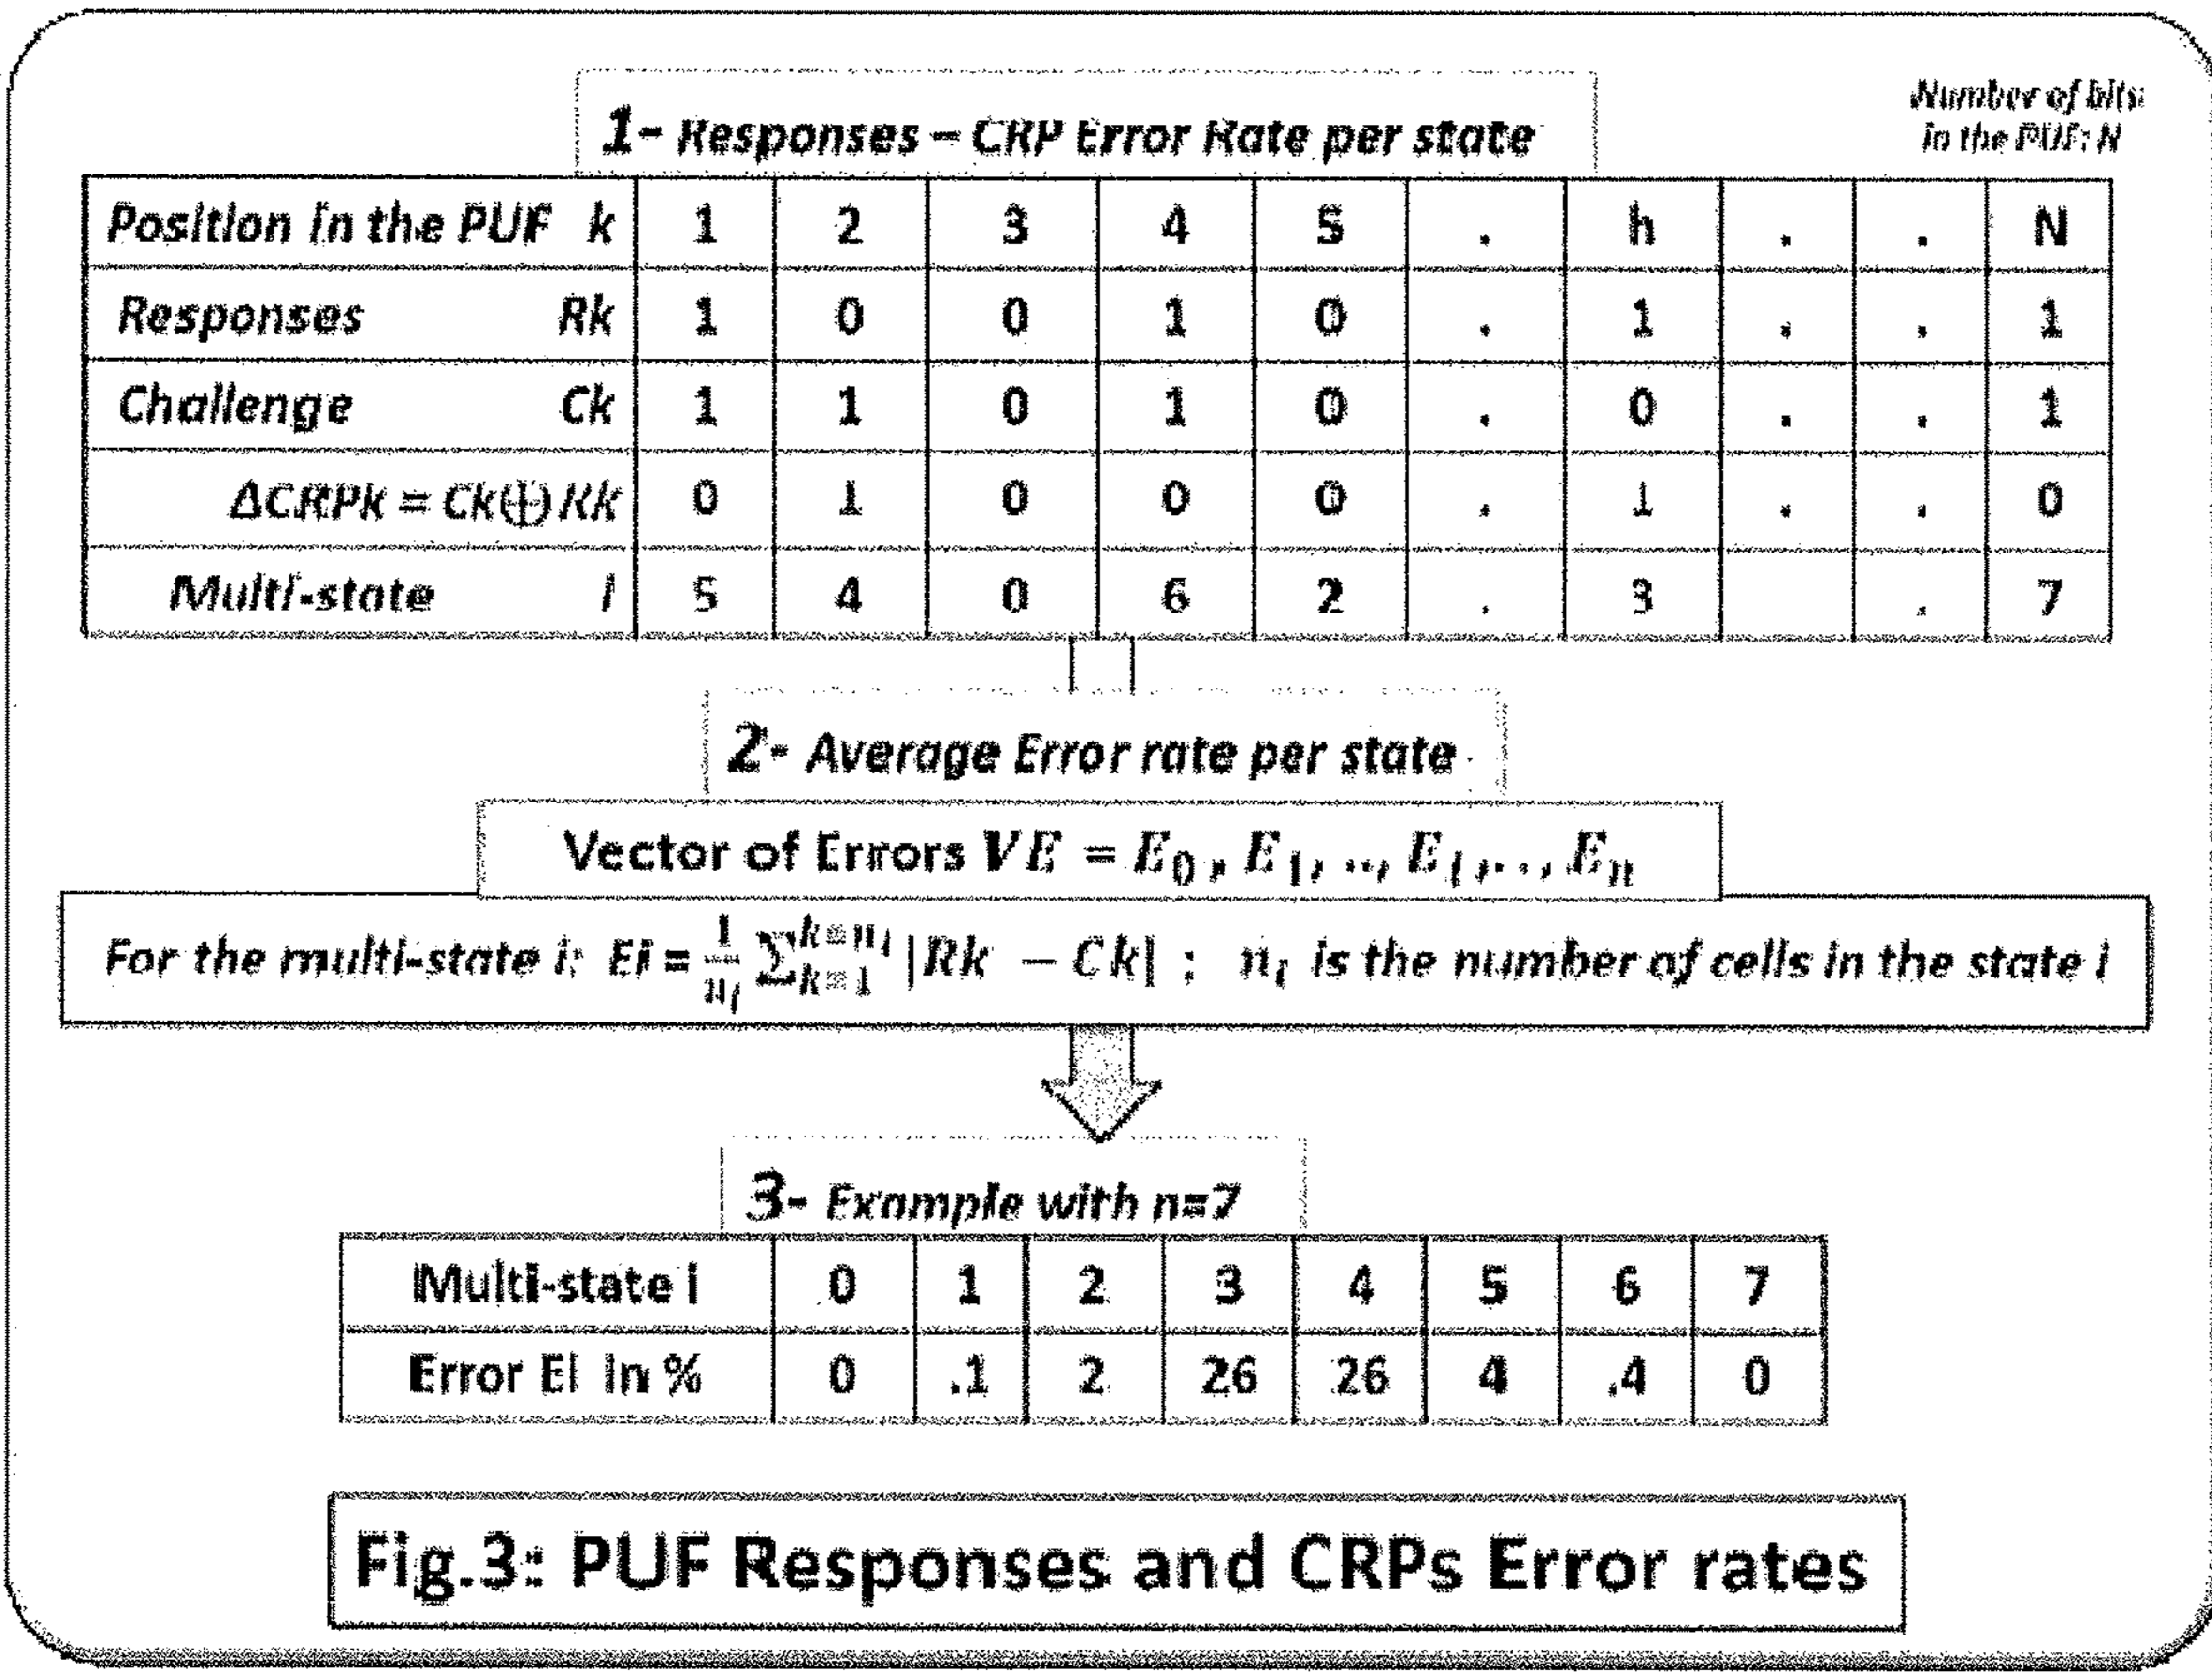 1- Responses – CRP Error Rate per state
Number of bits
in the PUF: N
Position in the PUF k 1 2 3 4 5 . h . . N
Responses Rk 1 0 0 1 0 . 1 . . 1
Challenge Ck 1 1 0 1 0 . 0 . . 1
ΔCRPk = Ck⊕Rk 0 1 0 0 0 . 1 . . 0
Multi-state i 5 4 0 6 2 . 3 . 7
2- Average Error rate per state
Vector of Errors VE = E0, E1, .., Ei,.., En
For the multi-state i: Ei = 1/ni ∑k=1k=ni |Rk – Ck| ; ni is the number of cells in the state i
3- Example with n=7
Multi-state i 0 1 2 3 4 5 6 7
Error Ei in % 0 .1 2 26 26 4 .4 0
Fig.3: PUF Responses and CRPs Error rates